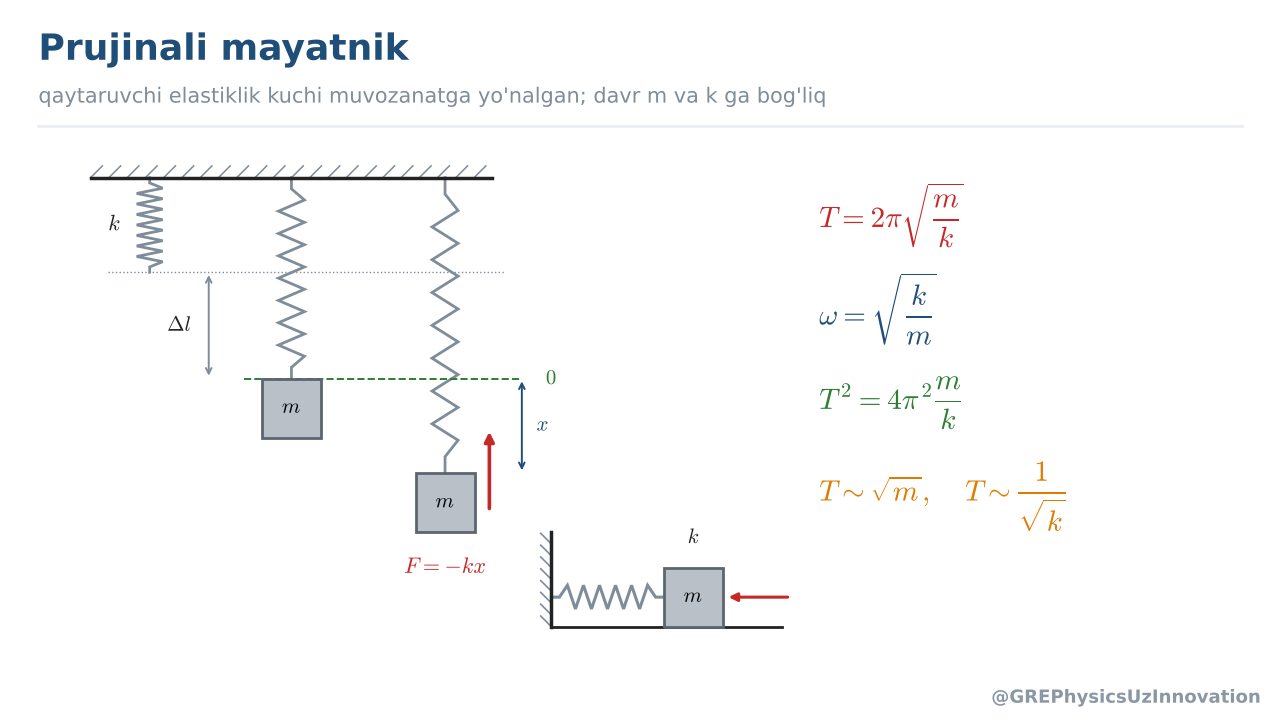 Prujinali mayatnik
qaytaruvchi elastiklik kuchi muvozanatga yo'nalgan; davr m va k ga bog'liq
k
Δl
m
0
x
m
F = −kx
k
m
T = 2π√(m/k)
ω = √(k/m)
T² = 4π² m/k
T ~ √m, T ~ 1/√k
@GREPhysicsUzInnovation